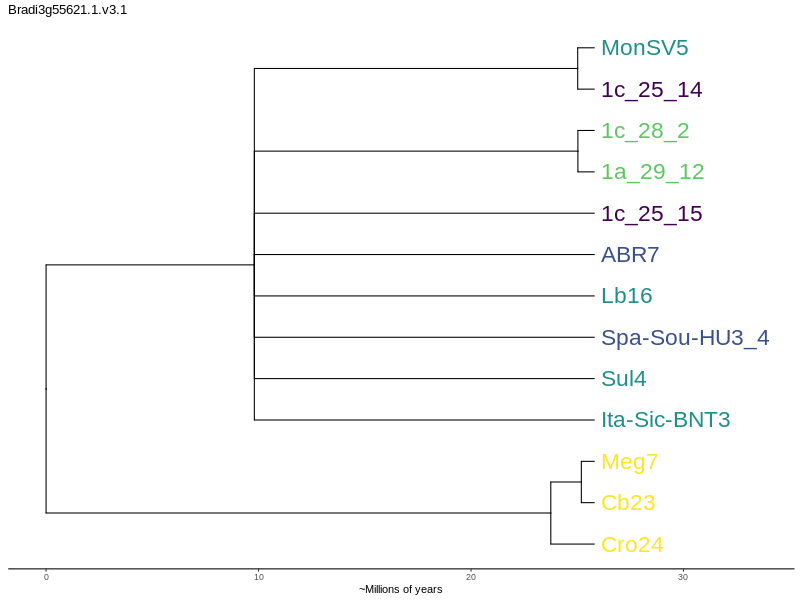 Bradi3g55621.1.v3.1
MonSV5
1c_25_14
1c_28_2
1a_29_12
1c_25_15
ABR7
Lb16
Spa-Sou-HU3_4
Sul4
Ita-Sic-BNT3
Meg7
Cb23
Cro24
0 10 20 30
~Millions of years